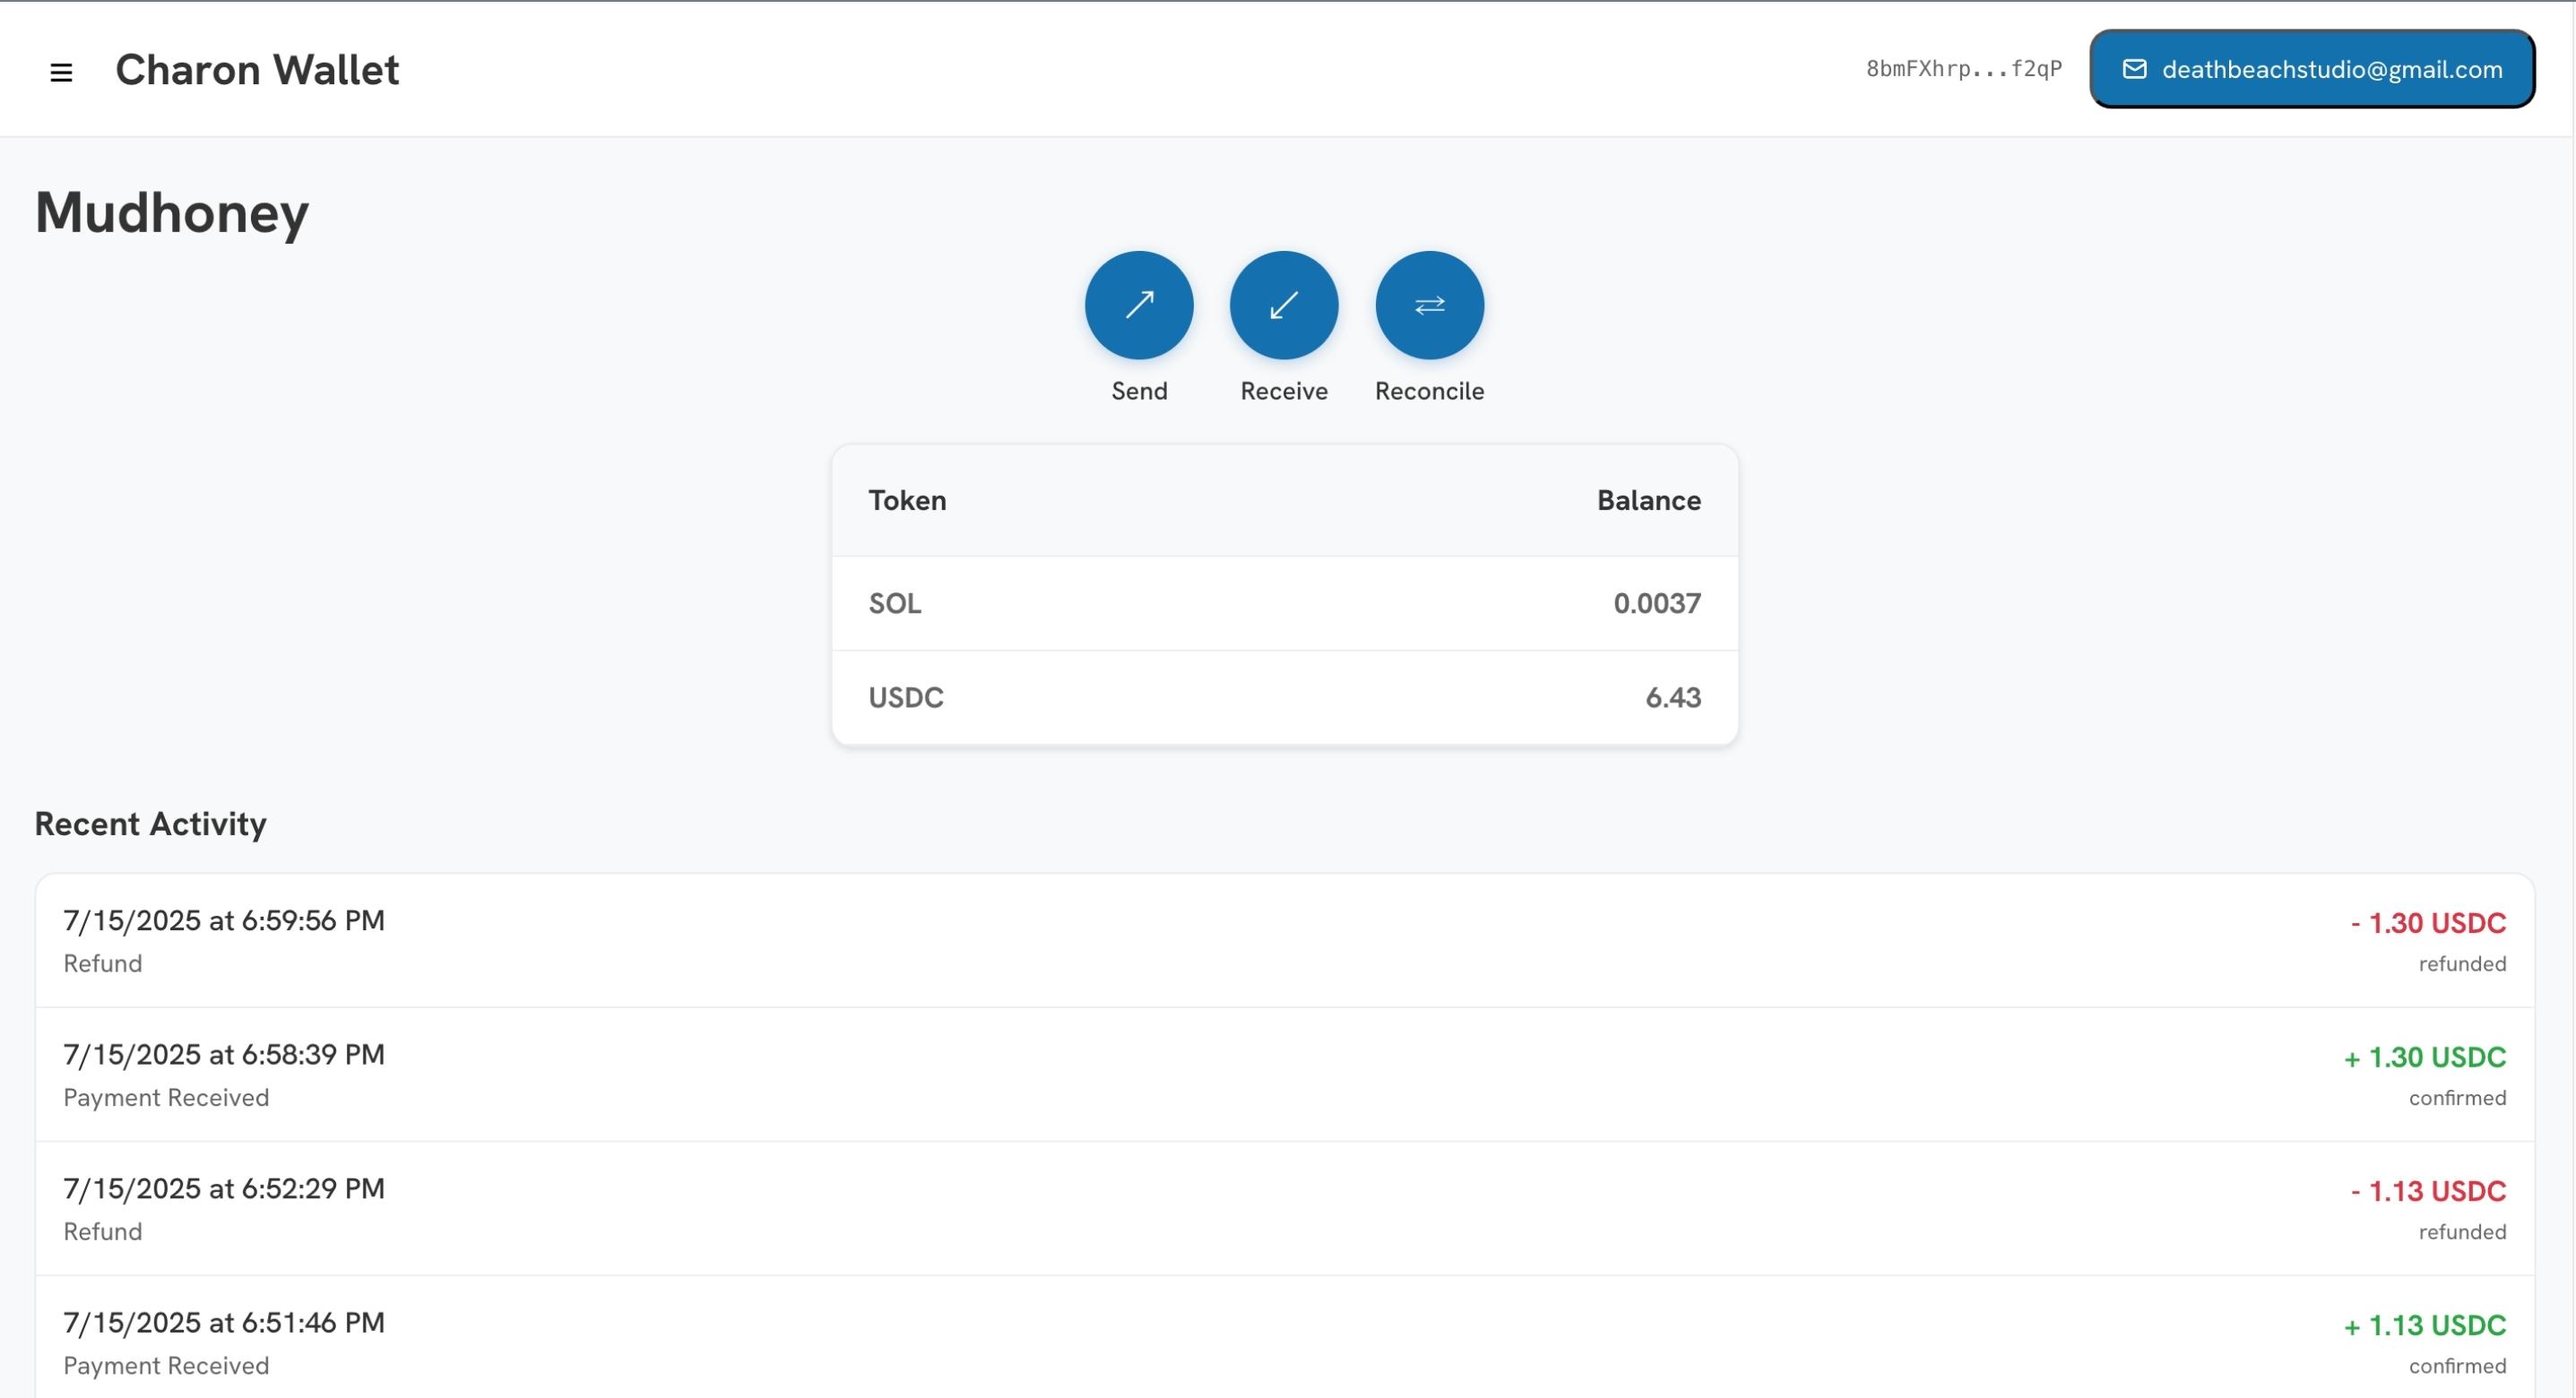 Charon Wallet
8bmFXhrp...f2qP
deathbeachstudio@gmail.com
Mudhoney
Send Receive Reconcile
Token Balance
SOL 0.0037
USDC 6.43
Recent Activity
7/15/2025 at 6:59:56 PM - 1.30 USDC
Refund refunded
7/15/2025 at 6:58:39 PM + 1.30 USDC
Payment Received confirmed
7/15/2025 at 6:52:29 PM - 1.13 USDC
Refund refunded
7/15/2025 at 6:51:46 PM + 1.13 USDC
Payment Received confirmed